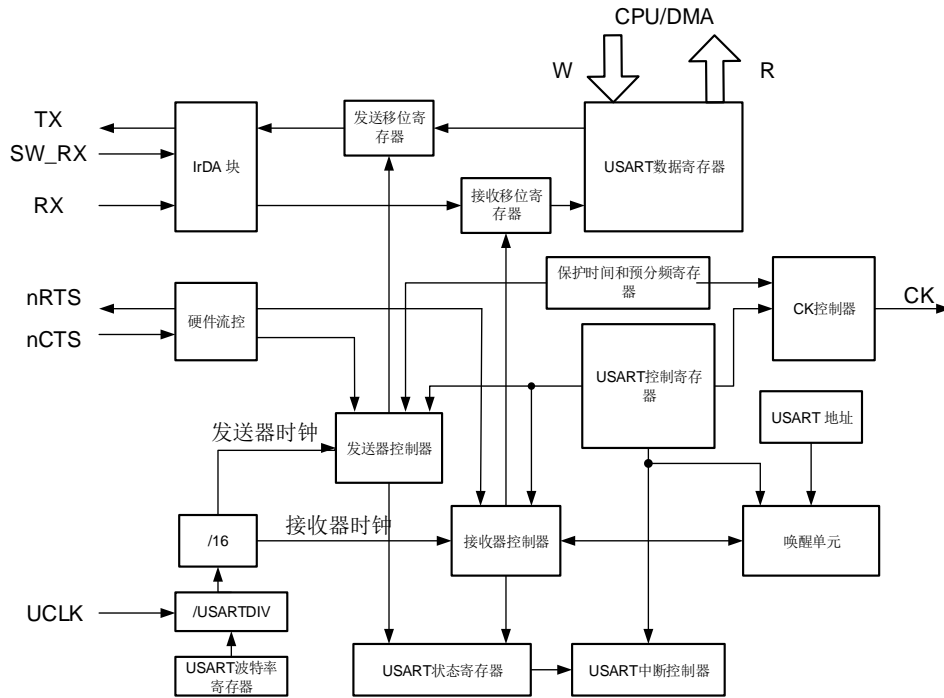 CPU/DMA
W
R
TX
SW_RX
RX
IrDA 块
发送移位寄
存器
接收移位寄
存器
USART数据寄存器
保护时间和预分频寄存
器
CK控制器
CK
nRTS
nCTS
硬件流控
USART控制寄存
器
USART 地址
发送器时钟
发送器控制器
接收器时钟
/16
接收器控制器
唤醒单元
UCLK
/USARTDIV
USART波特率
寄存器
USART状态寄存器
USART中断控制器